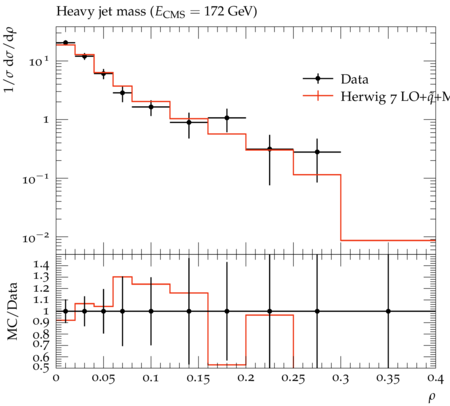 Heavy jet mass (E_CMS = 172 GeV)
1/σ dσ/dρ
10^1
1
10^−1
10^−2
Data
Herwig 7 LO+q̃+M
MC/Data
1.4
1.3
1.2
1.1
1
0.9
0.8
0.7
0.6
0.5
0 0.05 0.1 0.15 0.2 0.25 0.3 0.35 0.4
ρ